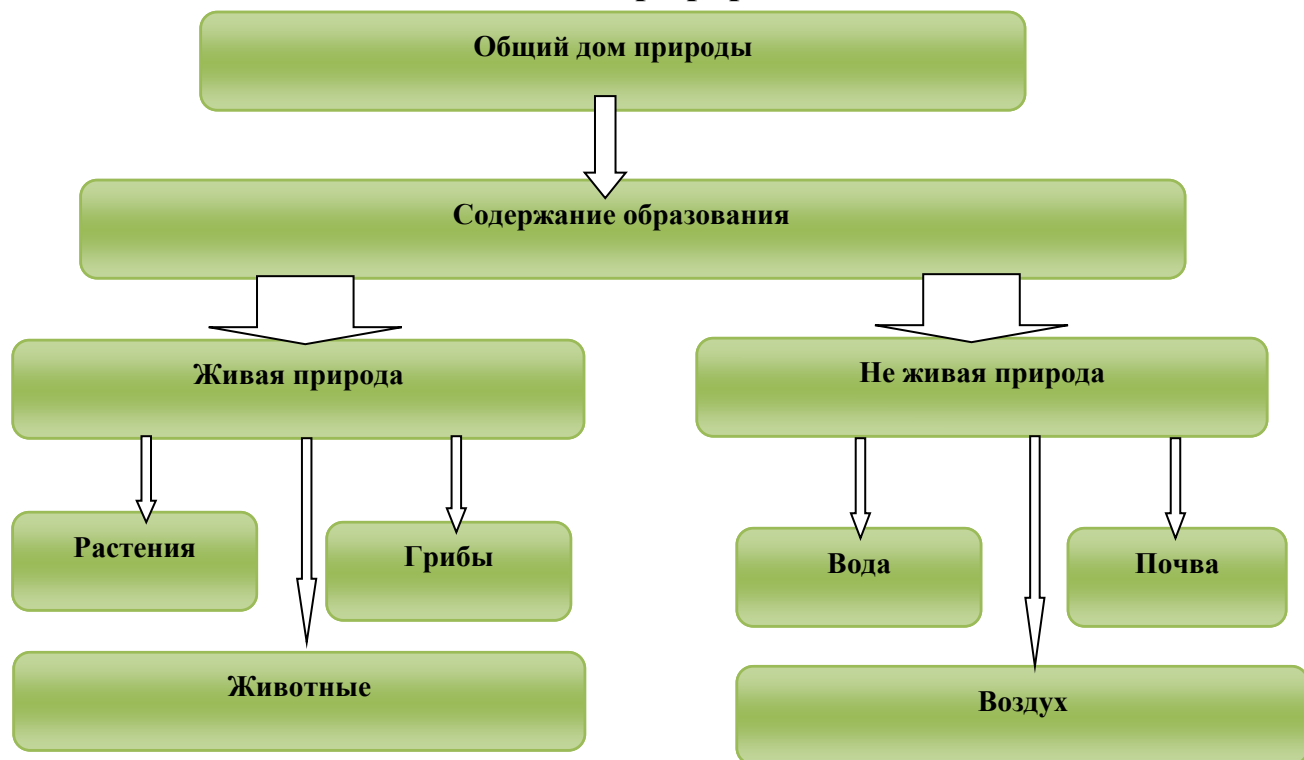 Общий дом природы
Содержание образования
Живая природа
Не живая природа
Растения
Грибы
Вода
Почва
Животные
Воздух